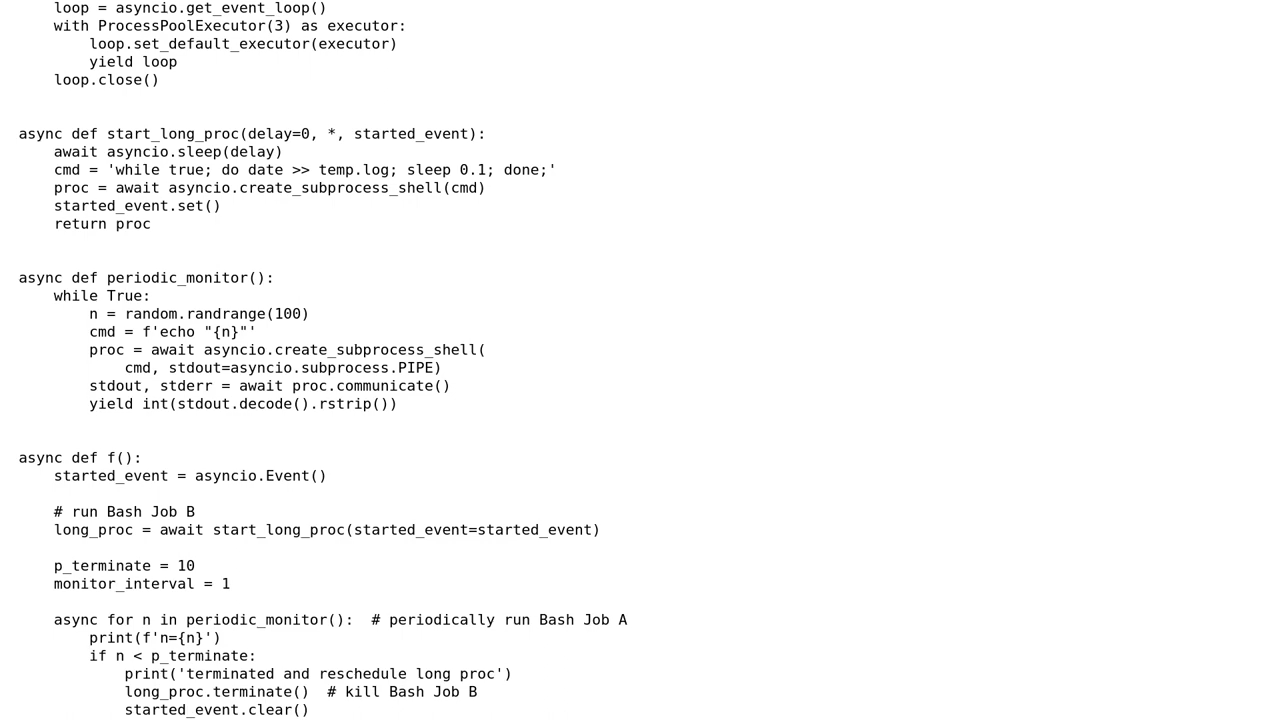 loop = asyncio.get_event_loop()
    with ProcessPoolExecutor(3) as executor:
        loop.set_default_executor(executor)
        yield loop
    loop.close()


async def start_long_proc(delay=0, *, started_event):
    await asyncio.sleep(delay)
    cmd = 'while true; do date >> temp.log; sleep 0.1; done;'
    proc = await asyncio.create_subprocess_shell(cmd)
    started_event.set()
    return proc


async def periodic_monitor():
    while True:
        n = random.randrange(100)
        cmd = f'echo "{n}"'
        proc = await asyncio.create_subprocess_shell(
            cmd, stdout=asyncio.subprocess.PIPE)
        stdout, stderr = await proc.communicate()
        yield int(stdout.decode().rstrip())


async def f():
    started_event = asyncio.Event()

    # run Bash Job B
    long_proc = await start_long_proc(started_event=started_event)

    p_terminate = 10
    monitor_interval = 1

    async for n in periodic_monitor():  # periodically run Bash Job A
        print(f'n={n}')
        if n < p_terminate:
            print('terminated and reschedule long proc')
            long_proc.terminate()  # kill Bash Job B
            started_event.clear()